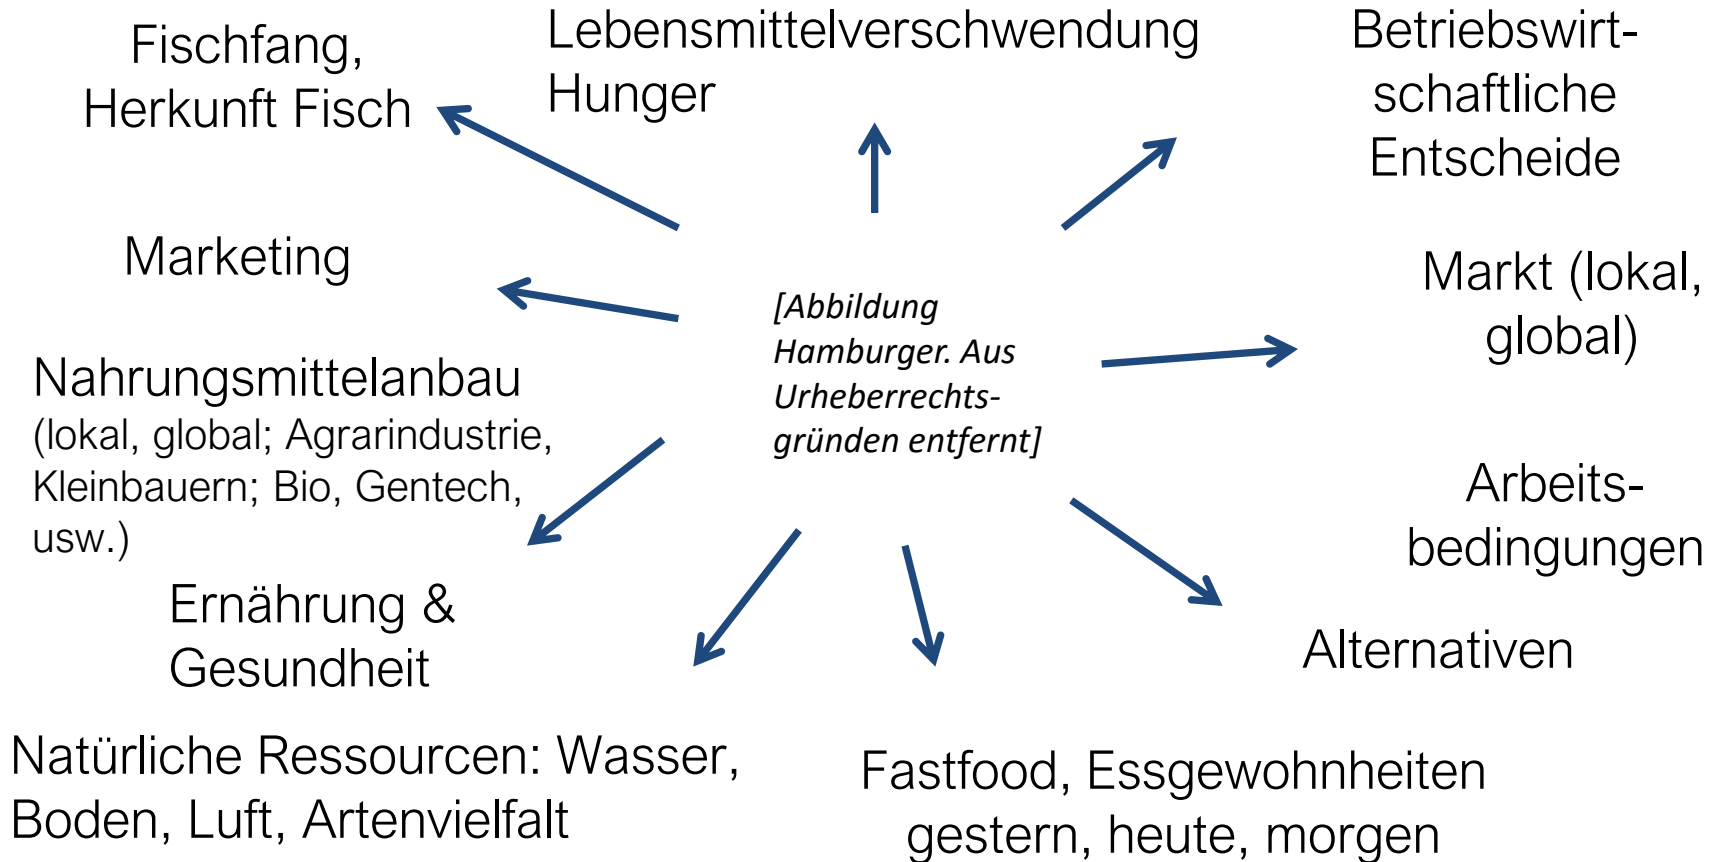 Fischfang,
Herkunft Fisch
Lebensmittelverschwendung
Hunger
Betriebswirt-
schaftliche
Entscheide
Marketing
Markt (lokal,
global)
[Abbildung
Hamburger. Aus
Urheberrechts-
gründen entfernt]
Nahrungsmittelanbau
(lokal, global; Agrarindustrie,
Kleinbauern; Bio, Gentech,
usw.)
Arbeits-
bedingungen
Ernährung &
Gesundheit
Alternativen
Natürliche Ressourcen: Wasser,
Boden, Luft, Artenvielfalt
Fastfood, Essgewohnheiten
gestern, heute, morgen